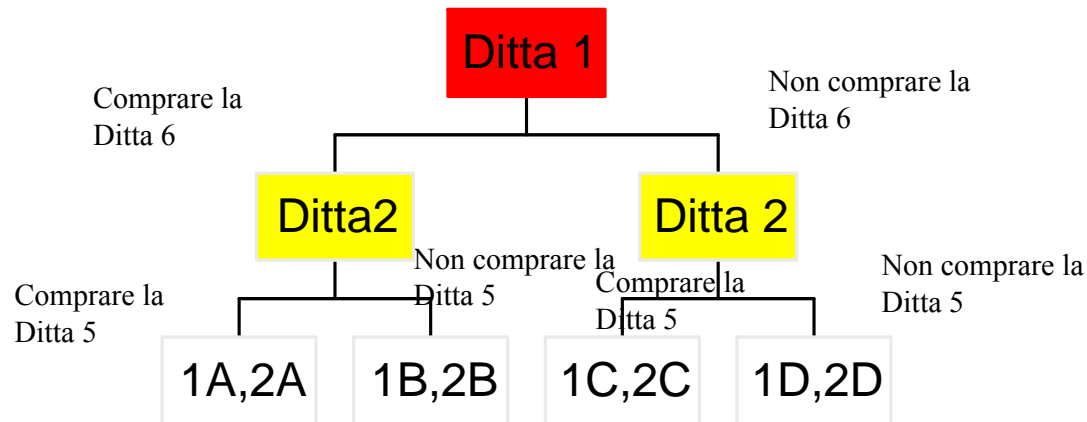 Ditta 1
Comprare la
Ditta 6
Non comprare la
Ditta 6
Ditta2
Ditta 2
Comprare la
Ditta 5
Non comprare la
Ditta 5
Comprare la
Ditta 5
Non comprare la
Ditta 5
1A,2A
1B,2B
1C,2C
1D,2D